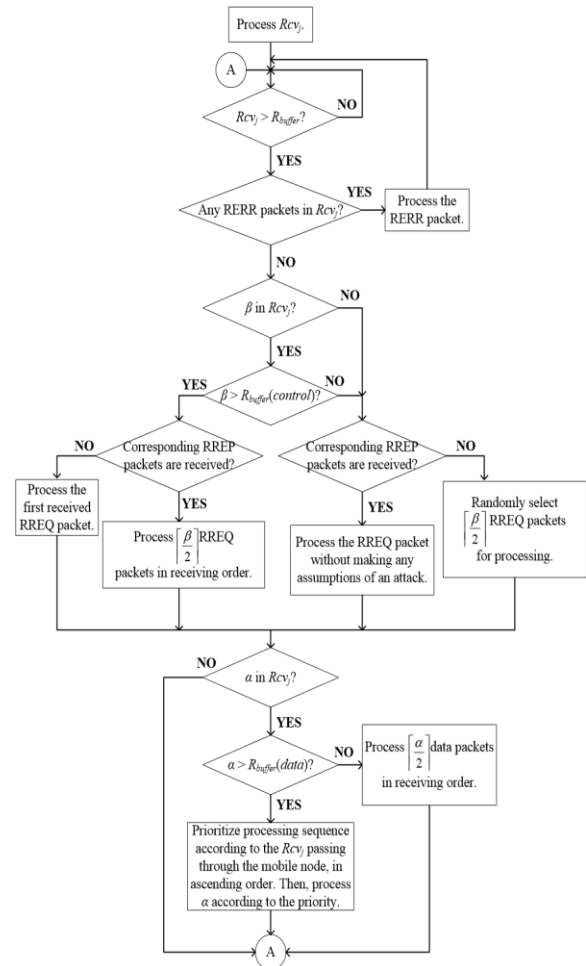 Process Rcvj.
A
NO
Rcvj > Rbuffer?
YES
YES
Any RERR packets in Rcvj?
Process the
RERR packet.
NO
β in Rcvj?
NO
YES
YES
β > Rbuffer(control)?
NO
NO
Corresponding RREP
packets are received?
Corresponding RREP
packets are received?
NO
Process the
first received
RREQ packet.
YES
Process ⌈β/2⌉ RREQ
packets in receiving order.
YES
Process the RREQ packet
without making any
assumptions of an attack.
Randomly select
⌈β/2⌉ RREQ packets
for processing.
NO
α in Rcvj?
YES
α > Rbuffer(data)?
NO
Process ⌈α/2⌉ data packets
in receiving order.
YES
Prioritize processing sequence
according to the Rcvj passing
through the mobile node, in
ascending order. Then, process
α according to the priority.
A